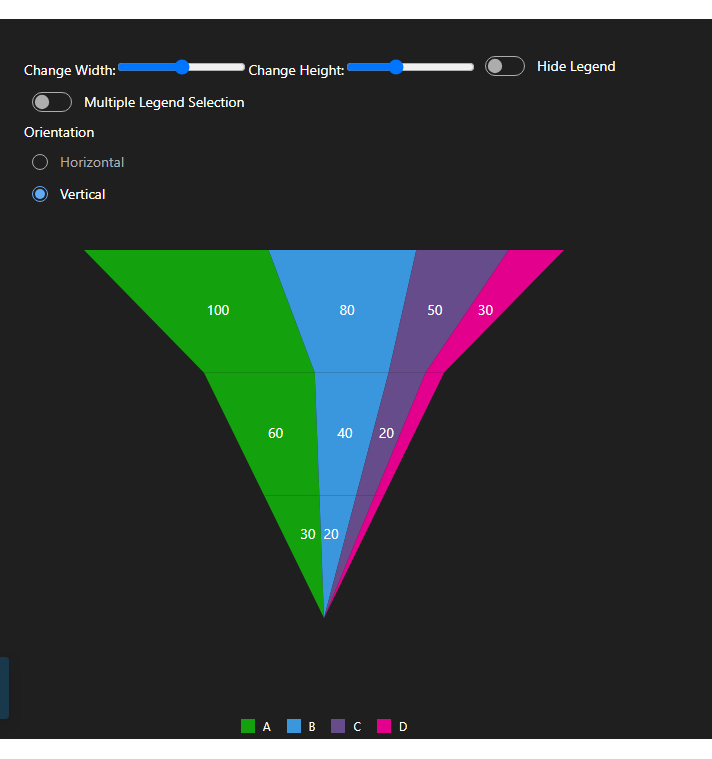 Change Width: Change Height: Hide Legend
Multiple Legend Selection
Orientation
Horizontal
Vertical
100 80 50 30
60 40 20
30 20
A B C D